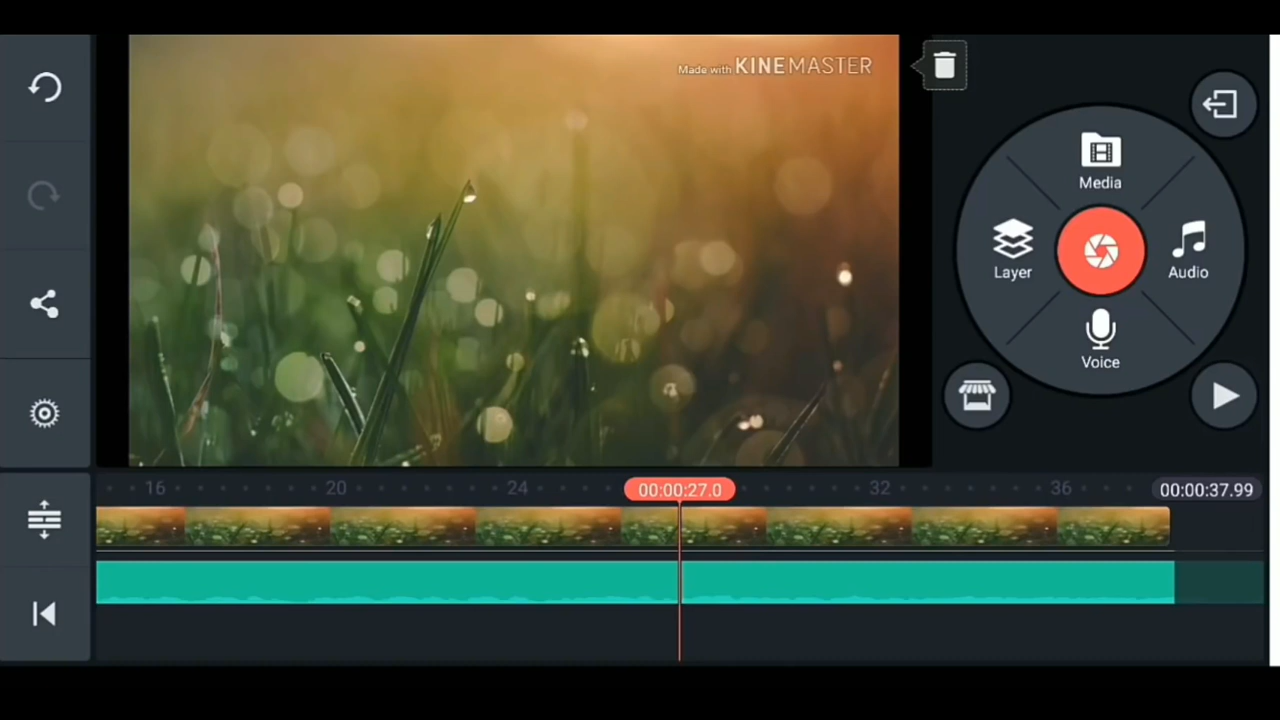 Made with KINEMASTER
Media
Layer
Audio
Voice
16 20 24 00:00:27.0 32 36 00:00:37.99